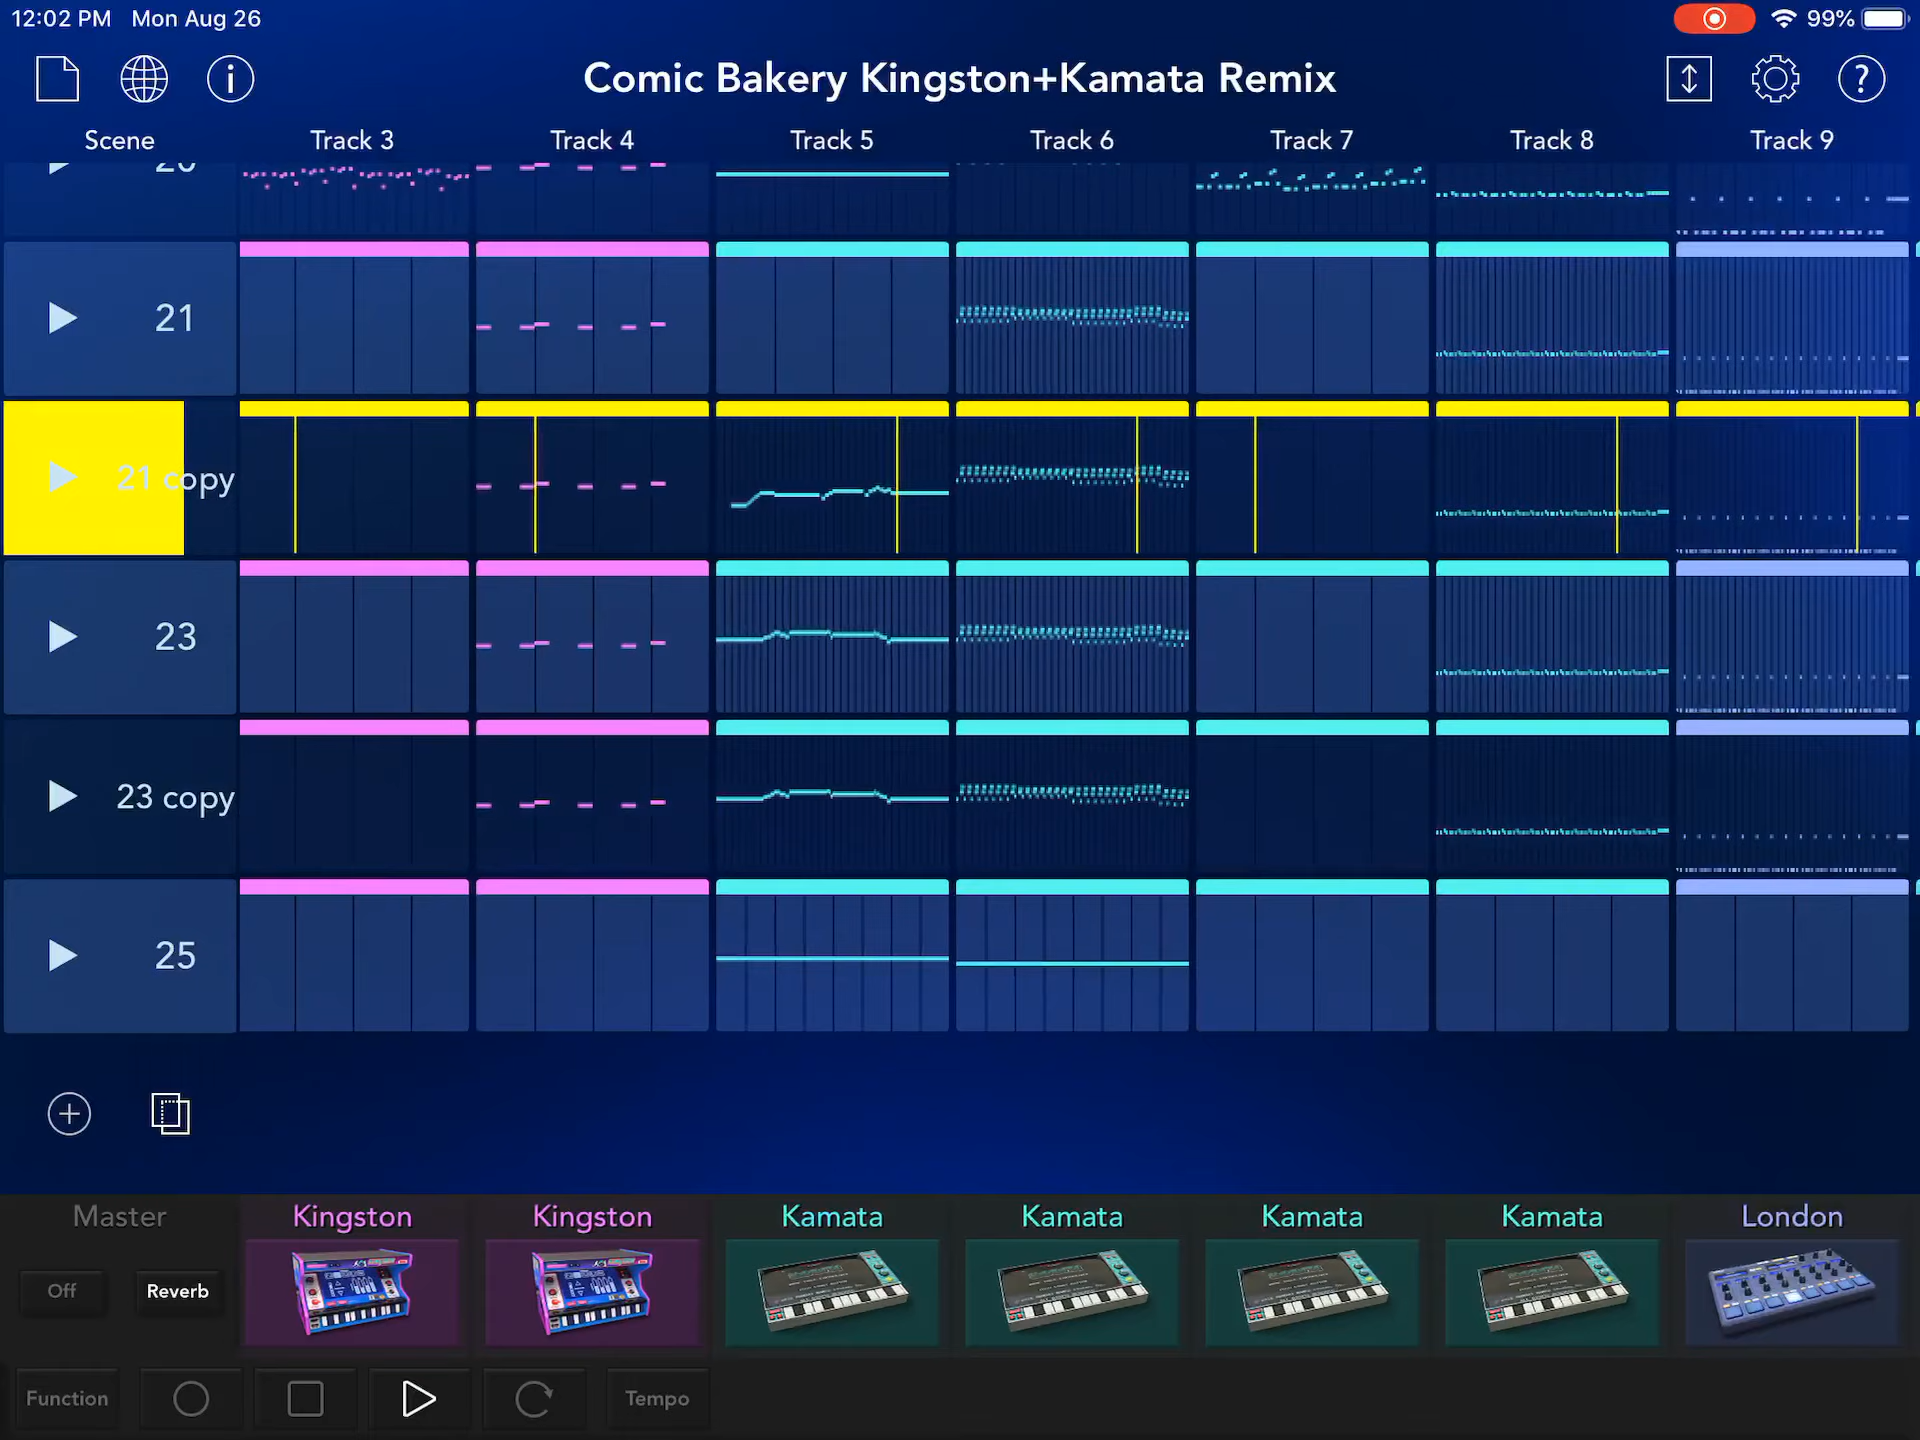 12:02 PM Mon Aug 26
99%
Comic Bakery Kingston+Kamata Remix
Scene Track 3 Track 4 Track 5 Track 6 Track 7 Track 8 Track 9
20
21
21 copy
23
23 copy
25
Master Kingston Kingston Kamata Kamata Kamata Kamata London
Off Reverb
Function Tempo